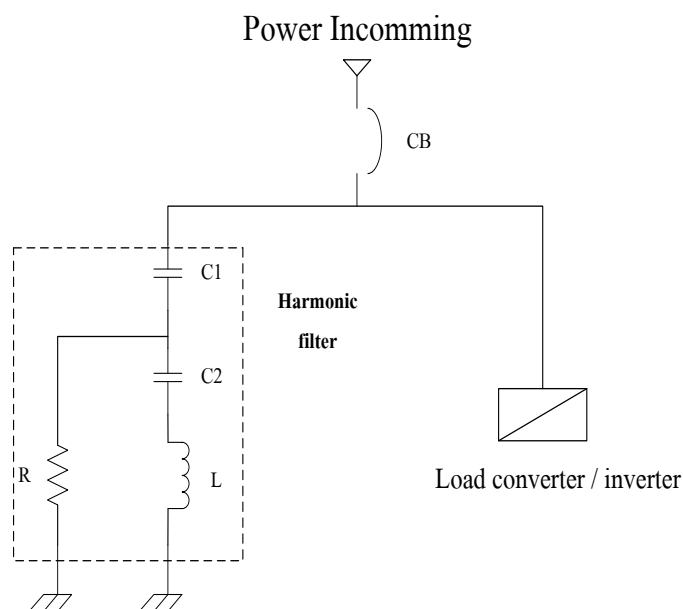 Power Incomming
CB
C1
Harmonic
filter
C2
R
L
Load converter / inverter